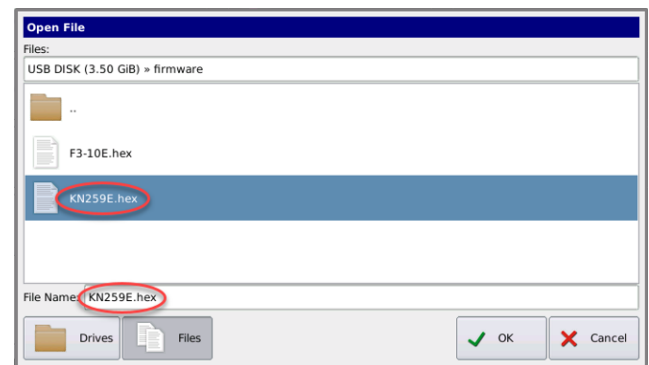 Open File
Files:
USB DISK (3.50 GiB) » firmware
..
F3-10E.hex
KN259E.hex
File Name: KN259E.hex
Drives Files OK Cancel